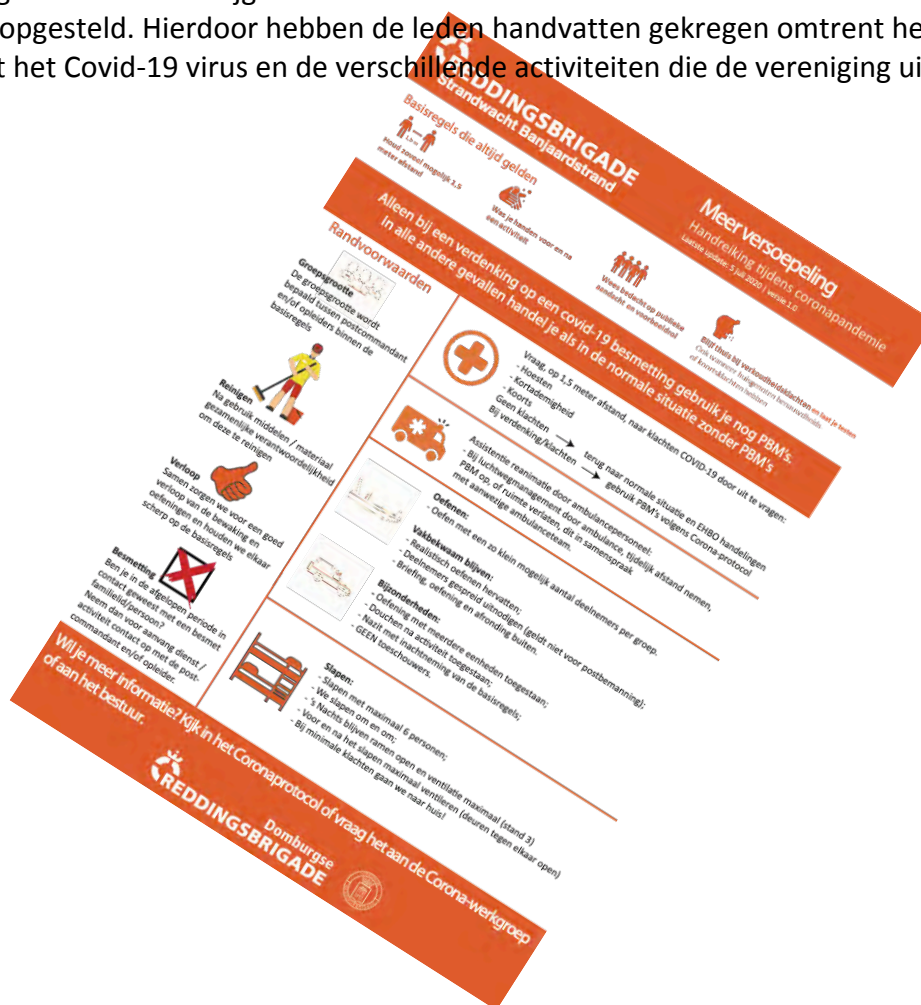 opgesteld. Hierdoor hebben de leden handvatten gekregen omtrent he
t het Covid-19 virus en de verschillende activiteiten die de vereniging ui
REDDINGSBRIGADE
Strandwacht Banjaardstrand
Meer versoepeling
Handreiking tijdens coronapandemie
Laatste update: 5 juli 2020 | versie 1.0
Basisregels die altijd gelden
1,5 m
Houd zoveel mogelijk 1,5
meter afstand
Was je handen voor en na
een activiteit
Wees bedacht op publieke
aandacht en voorbeeldrol
Blijf thuis bij verkoudheidsklachten en laat je testen
Ook wanneer huisgenoten benauwdheids
of koortsklachten hebben
Alleen bij een verdenking op een covid-19 besmetting gebruik je nog PBM's.
In alle andere gevallen handel je als in de normale situatie zonder PBM's
Randvoorwaarden
Groepsgrootte
De groepsgrootte wordt
bepaald tussen postcommandant
en/of opleiders binnen de
basisregels
Reinigen
Na gebruik middelen / materiaal
gezamenlijke verantwoordelijkheid
om deze te reinigen
Verloop
Samen zorgen we voor een goed
verloop van de bewaking en
oefeningen en houden we elkaar
scherp op de basisregels
Besmetting
Ben je in de afgelopen periode in
contact geweest met een besmet
familielid/persoon?
Neem dan voor aanvang dienst /
activiteit contact op met de post-
commandant en/of opleider.
Vraag, op 1,5 meter afstand, naar klachten COVID-19 door uit te vragen:
- Hoesten
- Kortademigheid
- Koorts
Geen klachten → terug naar normale situatie en EHBO handelingen
Bij verdenking/klachten → gebruik PBM's volgens Corona-protocol
Assistentie reanimatie door ambulancepersoneel:
- Bij luchtwegmanagement door ambulance, tijdelijk afstand nemen,
PBM op, of ruimte verlaten, dit in samenspraak
met aanwezige ambulanceteam.
Oefenen:
- Oefen met een zo klein mogelijk aantal deelnemers per groep.
Vakbekwaam blijven:
- Realistisch oefenen hervatten;
- Deelnemers gespreid uitnodigen (geldt niet voor postbemanning);
- Briefing, oefening en afronding buiten.
Bijzonderheden:
- Oefening met meerdere eenheden toegestaan;
- Douchen na activiteit toegestaan;
- Nazit met inachtneming van de basisregels;
- GEEN toeschouwers.
Slapen:
- Slapen met maximaal 6 personen;
- We slapen om en om;
- 's Nachts blijven ramen open en ventilatie maximaal (stand 3)
- Voor en na het slapen maximaal ventileren (deuren tegen elkaar open)
- Bij minimale klachten gaan we naar huis!
Wil je meer informatie? Kijk in het Coronaprotocol of vraag het aan de Corona-werkgroep
of aan het bestuur.
Domburgse
REDDINGSBRIGADE